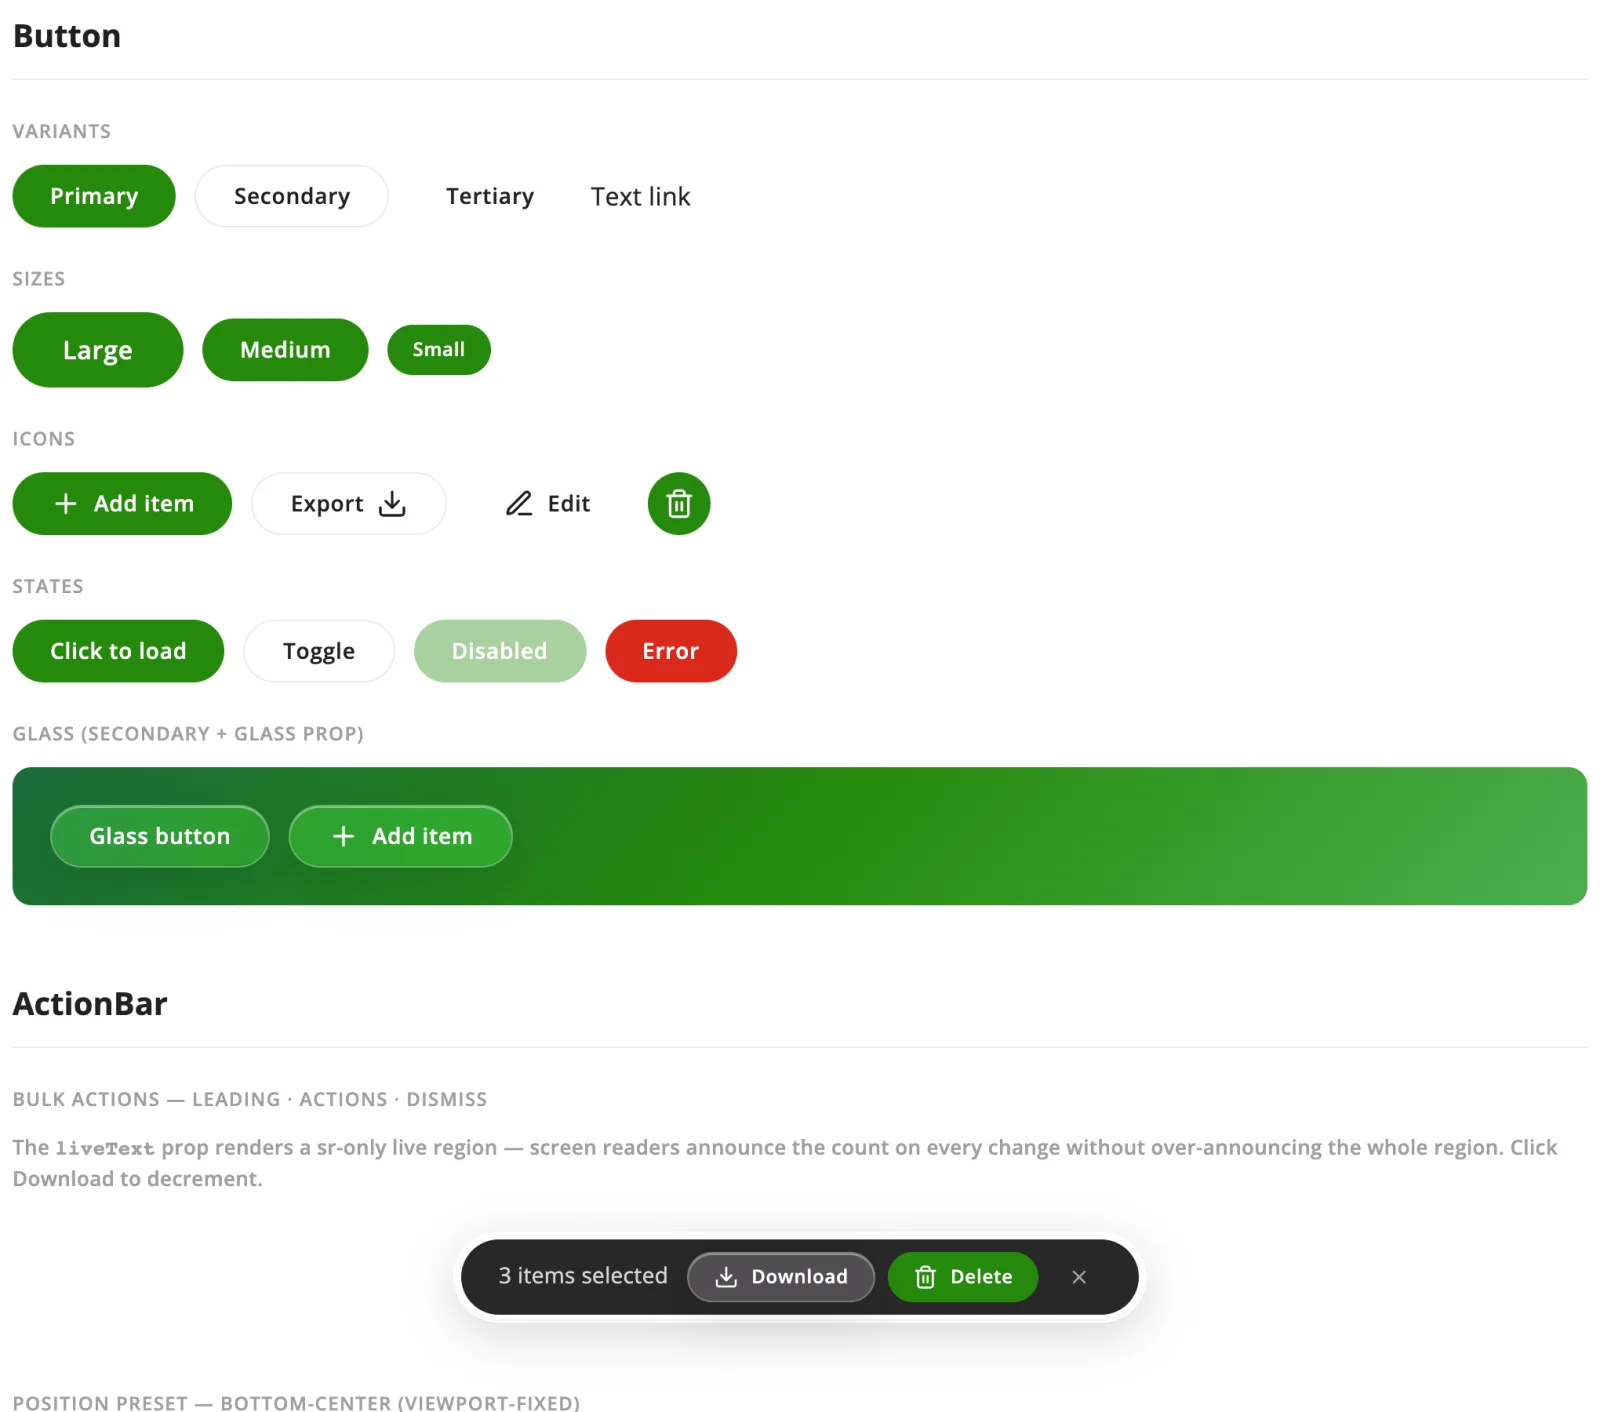 Button
VARIANTS
Primary Secondary Tertiary Text link
SIZES
Large Medium Small
ICONS
Add item Export Edit
STATES
Click to load Toggle Disabled Error
GLASS (SECONDARY + GLASS PROP)
Glass button Add item
ActionBar
BULK ACTIONS — LEADING · ACTIONS · DISMISS
The liveText prop renders a sr-only live region — screen readers announce the count on every change without over-announcing the whole region. Click
Download to decrement.
3 items selected Download Delete
POSITION PRESET — BOTTOM-CENTER (VIEWPORT-FIXED)